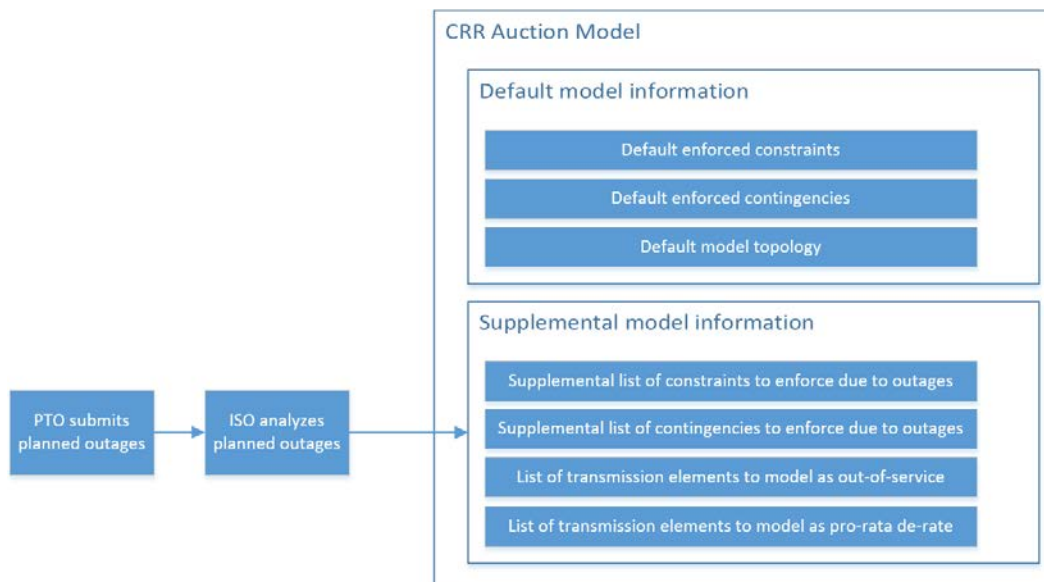 CRR Auction Model
Default model information
Default enforced constraints
Default enforced contingencies
Default model topology
Supplemental model information
Supplemental list of constraints to enforce due to outages
Supplemental list of contingencies to enforce due to outages
List of transmission elements to model as out-of-service
List of transmission elements to model as pro-rata de-rate
PTO submits
planned outages
ISO analyzes
planned outages